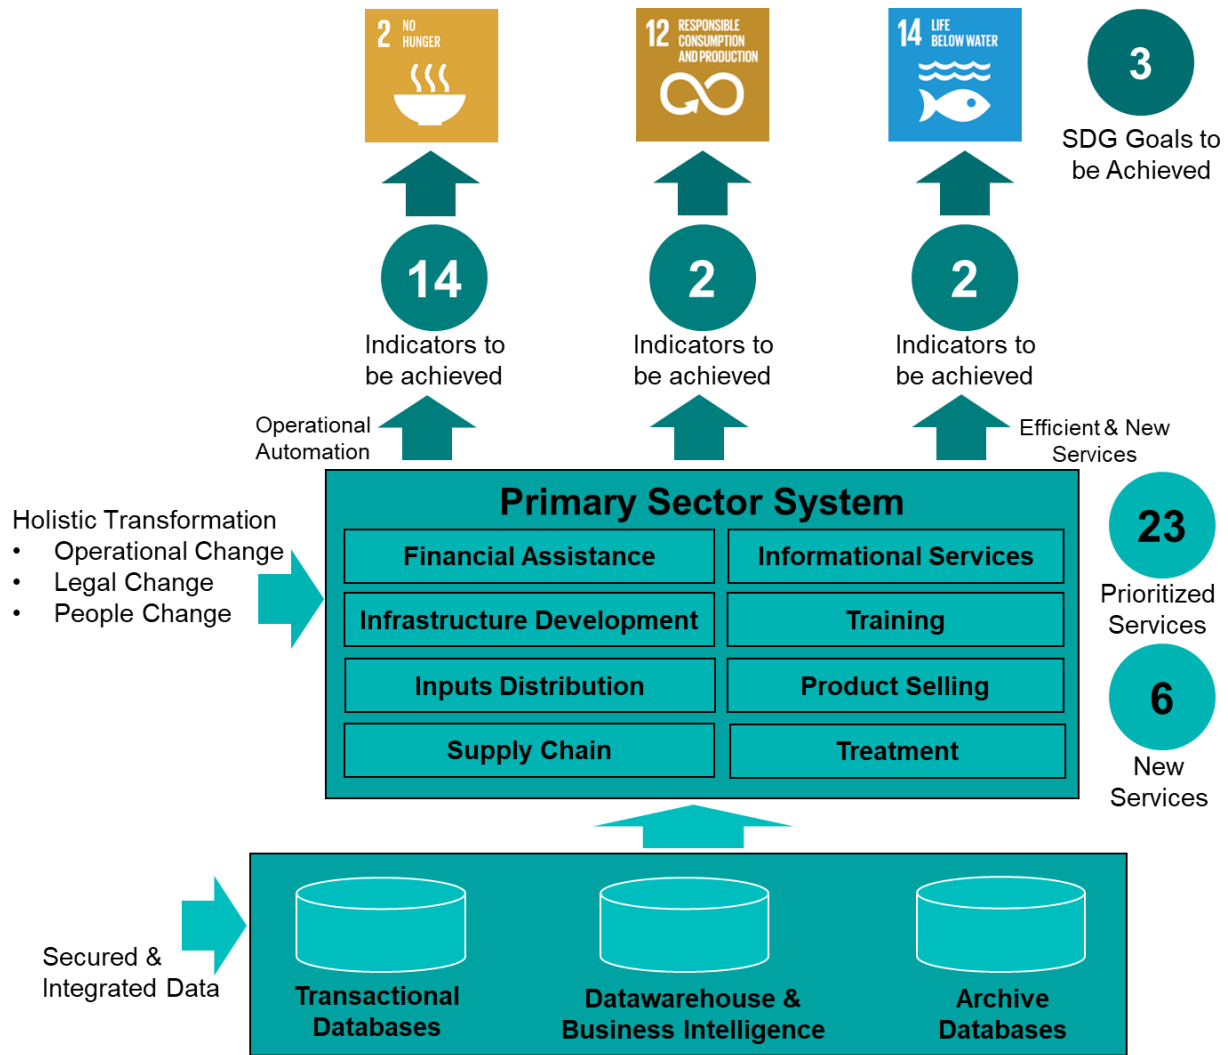 2 NO
HUNGER
12 RESPONSIBLE
CONSUMPTION
AND PRODUCTION
14 LIFE
BELOW WATER
3
SDG Goals to
be Achieved
14
Indicators to
be achieved
2
Indicators to
be achieved
2
Indicators to
be achieved
Operational
Automation
Efficient & New
Services
Holistic Transformation
• Operational Change
• Legal Change
• People Change
Primary Sector System
Financial Assistance
Informational Services
Infrastructure Development
Training
Inputs Distribution
Product Selling
Supply Chain
Treatment
23
Prioritized
Services
6
New
Services
Secured &
Integrated Data
Transactional
Databases
Datawarehouse &
Business Intelligence
Archive
Databases